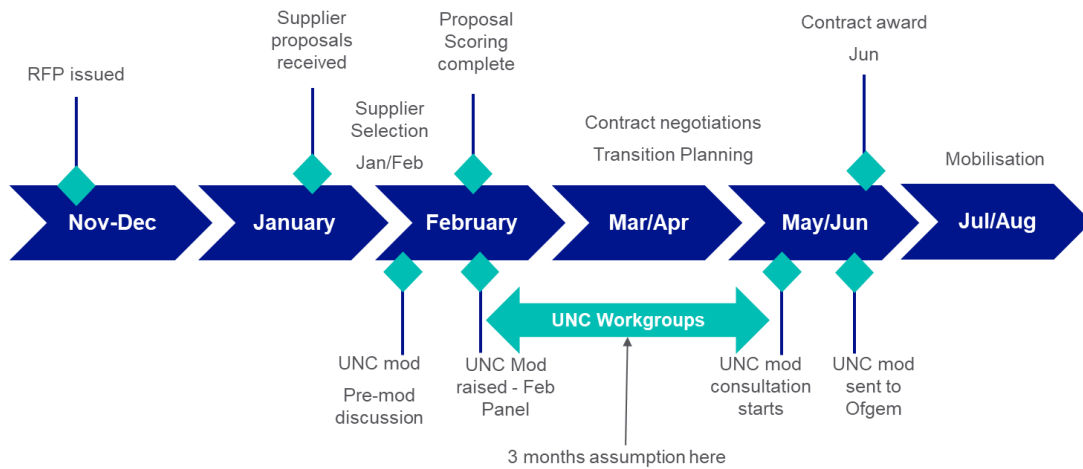 RFP issued
Supplier
proposals
received
Supplier
Selection
Jan/Feb
Proposal
Scoring
complete
Contract negotiations
Transition Planning
Contract award
Jun
Mobilisation
Nov-Dec
January
February
Mar/Apr
May/Jun
Jul/Aug
UNC Workgroups
UNC mod
Pre-mod
discussion
UNC Mod
raised - Feb
Panel
UNC mod
consultation
starts
UNC mod
sent to
Ofgem
3 months assumption here